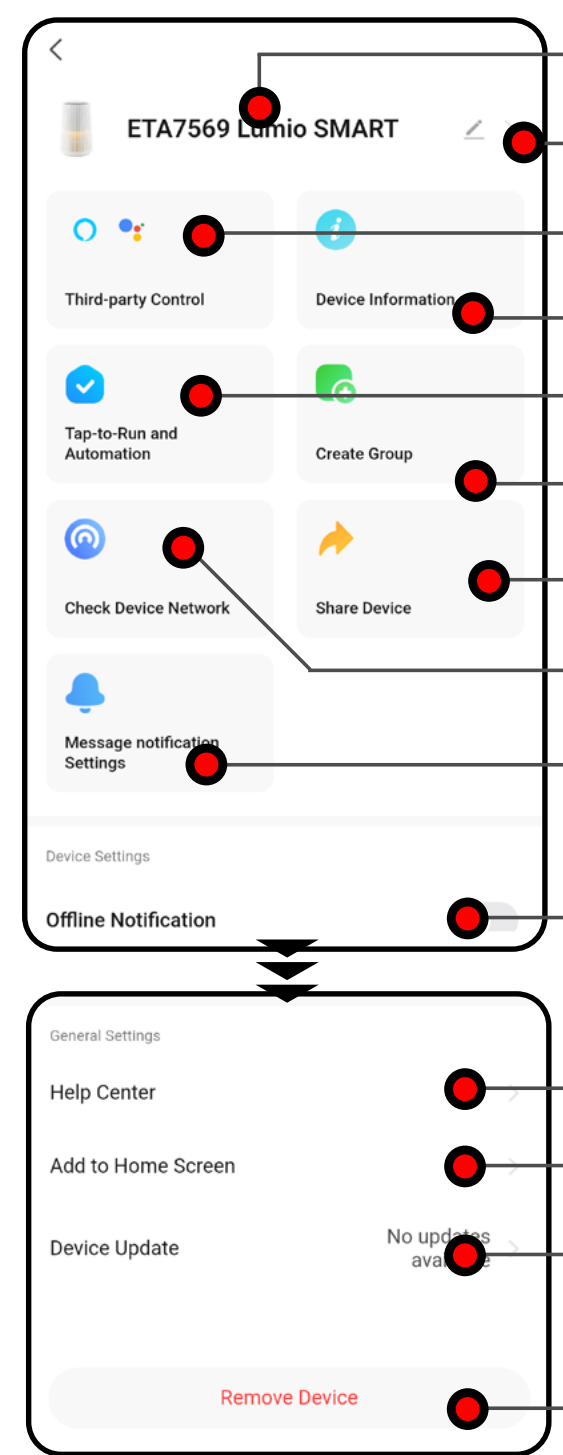 ETA7569 Lumio SMART
Third-party Control
Device Information
Tap-to-Run and
Automation
Create Group
Check Device Network
Share Device
Message notification
Settings
Device Settings
Offline Notification
General Settings
Help Center
Add to Home Screen
Device Update
No updates
available
Remove Device